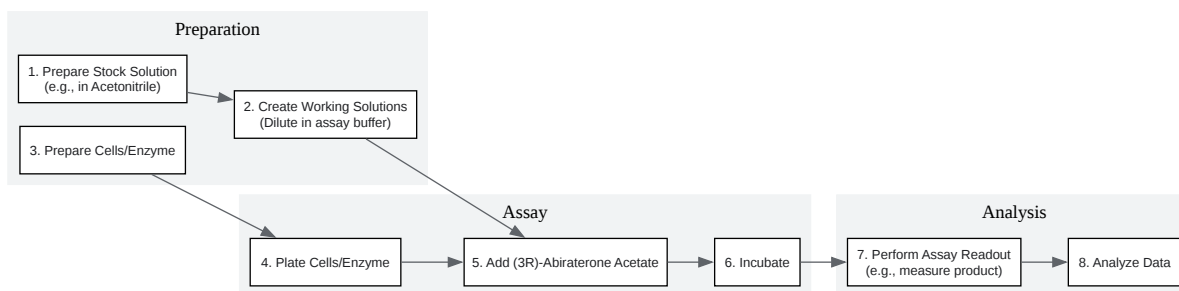 Preparation
1. Prepare Stock Solution
(e.g., in Acetonitrile)
2. Create Working Solutions
(Dilute in assay buffer)
3. Prepare Cells/Enzyme
Assay
4. Plate Cells/Enzyme
5. Add (3R)-Abiraterone Acetate
6. Incubate
Analysis
7. Perform Assay Readout
(e.g., measure product)
8. Analyze Data